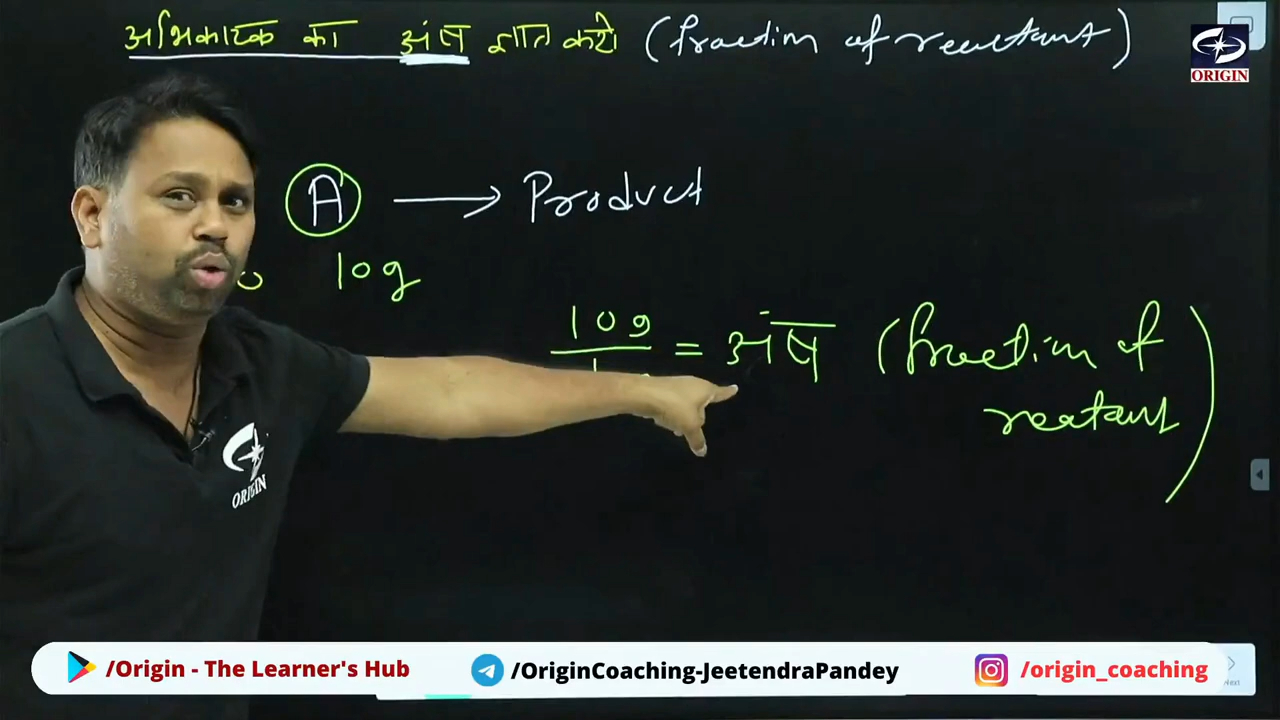 अभिकारक का अंष ज्ञात करो (fraction of reactant)
ORIGIN
A → Product
10g
10g = अंष (fraction of
reatant)
ORIGIN
/Origin - The Learner's Hub
/OriginCoaching-JeetendraPandey
/origin_coaching